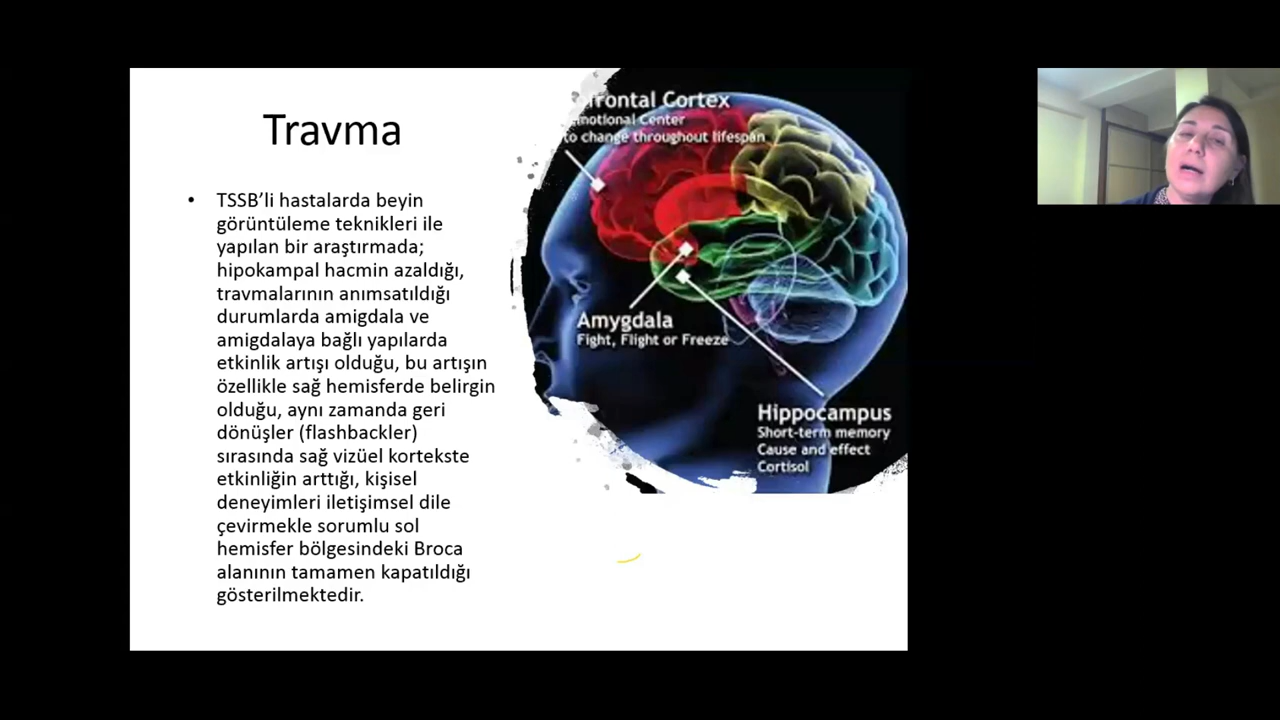 Travma
• TSSB’li hastalarda beyin
görüntüleme teknikleri ile
yapılan bir araştırmada;
hipokampal hacmin azaldığı,
travmalarının anımsatıldığı
durumlarda amigdala ve
amigdalaya bağlı yapılarda
etkinlik artışı olduğu, bu artışın
özellikle sağ hemisferde belirgin
olduğu, aynı zamanda geri
dönüşler (flashbackler)
sırasında sağ vizüel kortekste
etkinliğin arttığı, kişisel
deneyimleri iletişimsel dile
çevirmekle sorumlu sol
hemisfer bölgesindeki Broca
alanının tamamen kapatıldığı
gösterilmektedir.
Cortex
Center
to change throughout lifespan
Amygdala
Fight, Flight or Freeze
Hippocampus
Short-term memory
Cause and effect
Cortisol